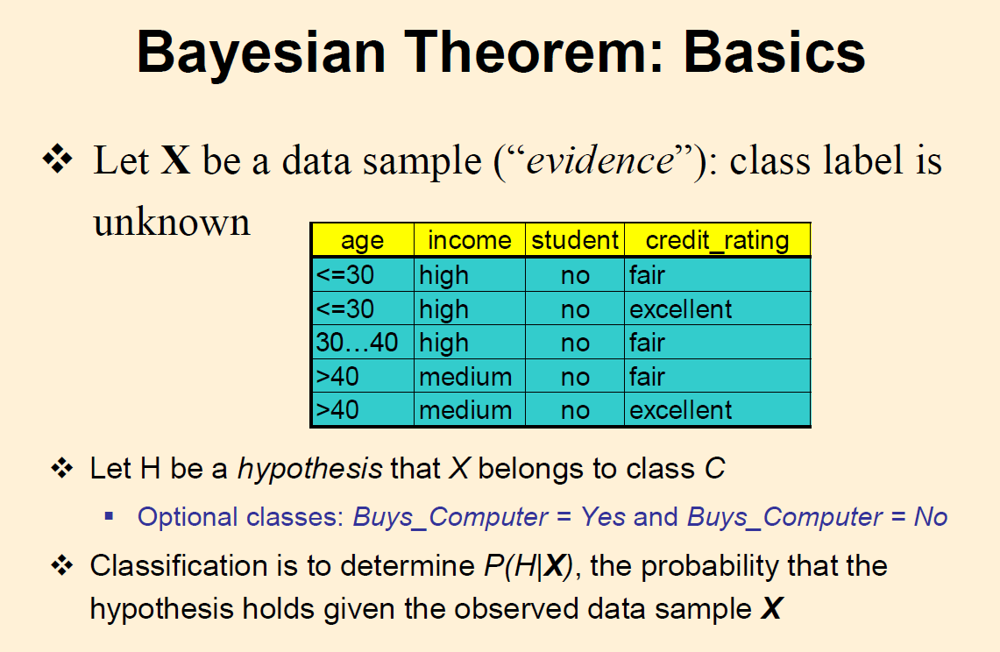 Bayesian Theorem: Basics
❖ Let X be a data sample (“evidence”): class label is
unknown
age income student credit_rating
<=30 high no fair
<=30 high no excellent
30…40 high no fair
>40 medium no fair
>40 medium no excellent
❖ Let H be a hypothesis that X belongs to class C
▪ Optional classes: Buys_Computer = Yes and Buys_Computer = No
❖ Classification is to determine P(H|X), the probability that the
hypothesis holds given the observed data sample X